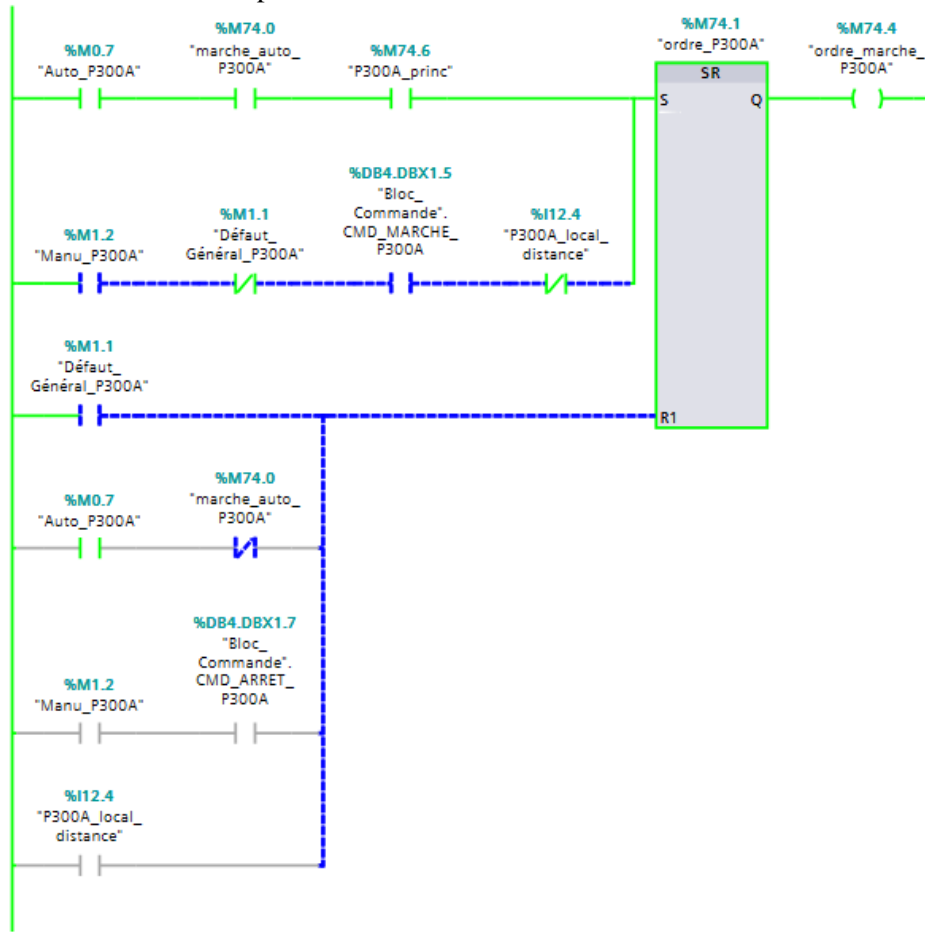 %M0.7
"Auto_P300A"
%M74.0
"marche_auto_
P300A"
%M74.6
"P300A_princ"
%M74.1
"ordre_P300A"
SR
S
Q
R1
%M74.4
"ordre_marche_
P300A"
%M1.2
"Manu_P300A"
%M1.1
"Défaut_
Général_P300A"
%DB4.DBX1.5
"Bloc_
Commande".
CMD_MARCHE_
P300A
%I12.4
"P300A_local_
distance"
%M1.1
"Défaut_
Général_P300A"
%M0.7
"Auto_P300A"
%M74.0
"marche_auto_
P300A"
%M1.2
"Manu_P300A"
%DB4.DBX1.7
"Bloc_
Commande".
CMD_ARRET_
P300A
%I12.4
"P300A_local_
distance"